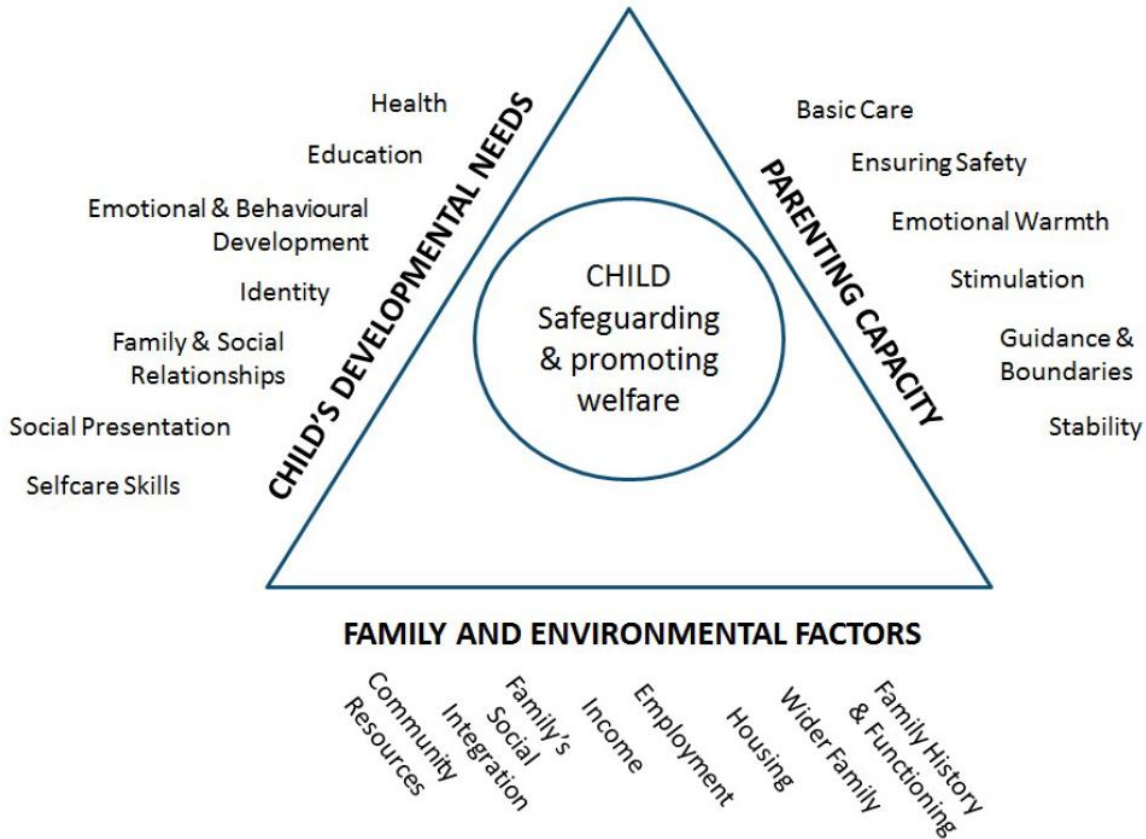 Health
Education
Emotional & Behavioural
Development
Identity
Family & Social
Relationships
Social Presentation
Selfcare Skills
CHILD'S DEVELOPMENTAL NEEDS
CHILD
Safeguarding
& promoting
welfare
PARENTING CAPACITY
Basic Care
Ensuring Safety
Emotional Warmth
Stimulation
Guidance &
Boundaries
Stability
FAMILY AND ENVIRONMENTAL FACTORS
Community
Resources
Family's
Social
Integration
Income
Employment
Housing
Wider Family
Family History
& Functioning